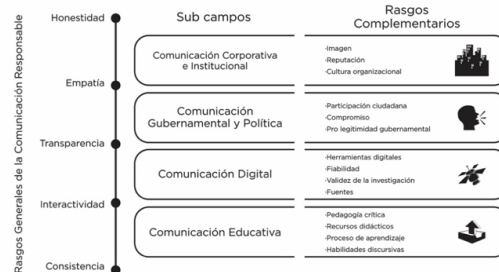 Rasgos Generales de la Comunicación Responsable
Honestidad
Empatía
Transparencia
Interactividad
Consistencia
Sub campos
Rasgos
Complementarios
Comunicación Corporativa
e Institucional
·Imagen
·Reputación
·Cultura organizacional
Comunicación
Gubernamental y Política
·Participación ciudadana
·Compromiso
·Pro legitimidad gubernamental
Comunicación Digital
·Herramientas digitales
·Fiabilidad
·Validez de la investigación
·Fuentes
Comunicación Educativa
·Pedagogía crítica
·Recursos didácticos
·Proceso de aprendizaje
·Habilidades discursivas